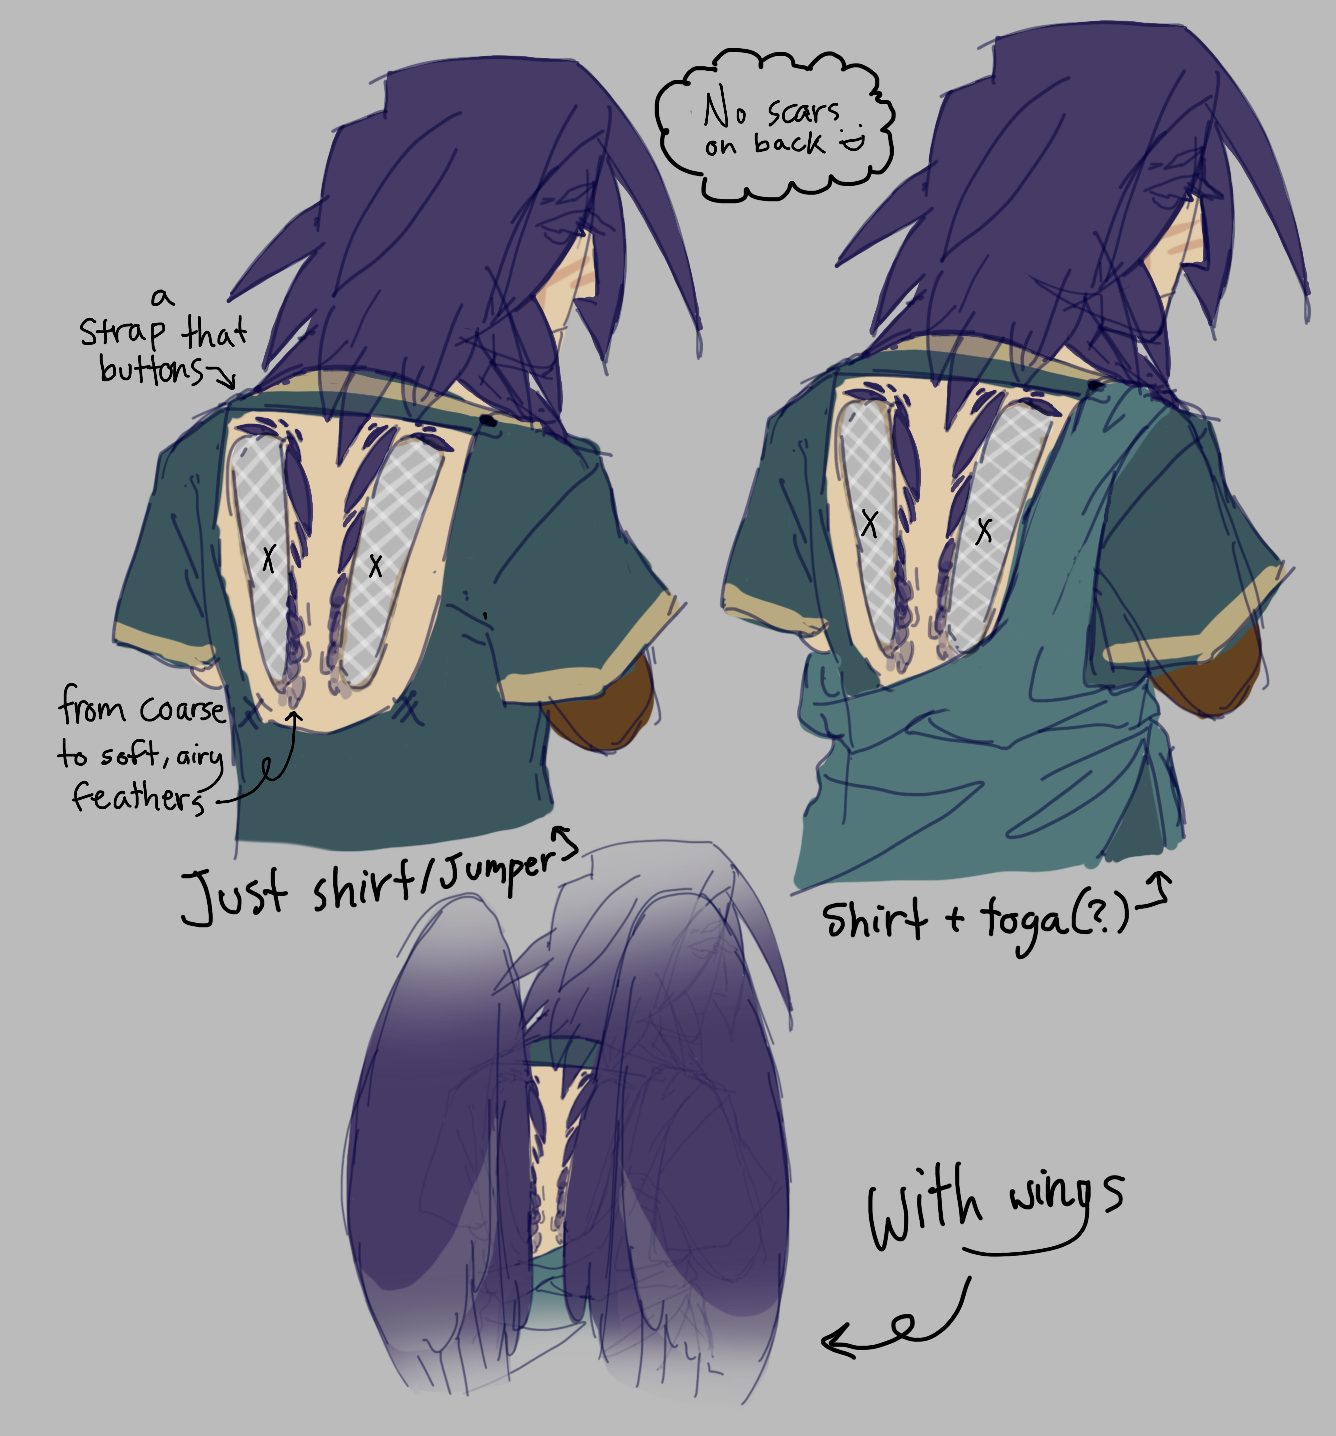 No scars
on back :)
a
strap that
buttons
X X
X X
from coarse
to soft, airy
feathers
Just shirt/Jumper
Shirt + toga(?)
With wings